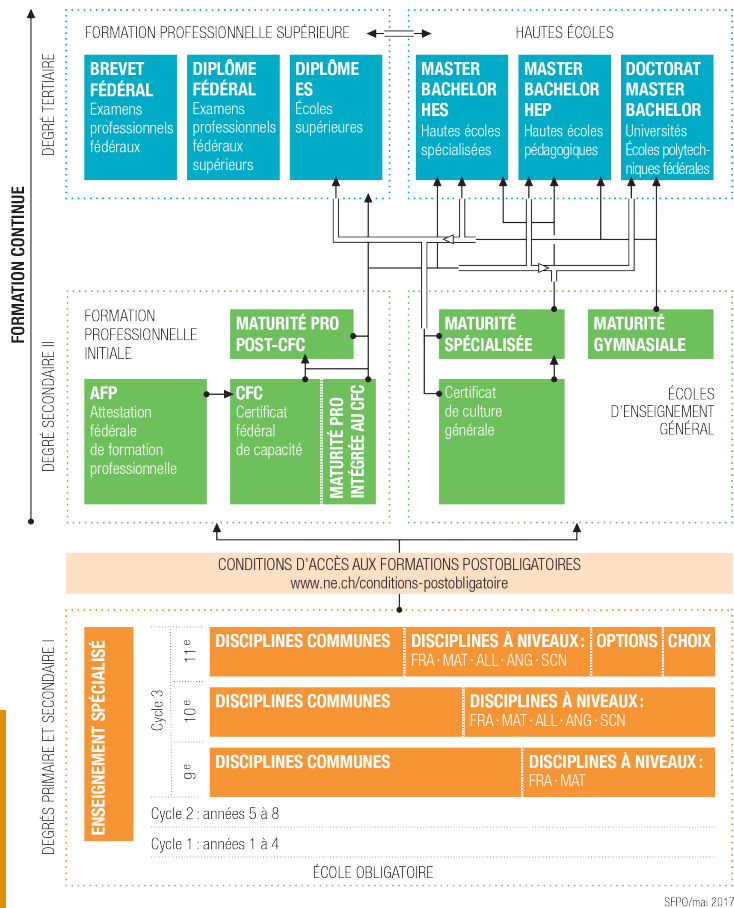 FORMATION CONTINUE
DEGRÉ TERTIAIRE
FORMATION PROFESSIONNELLE SUPÉRIEURE
HAUTES ÉCOLES
BREVET
FÉDÉRAL
Examens
professionnels
fédéraux
DIPLÔME
FÉDÉRAL
Examens
professionnels
fédéraux
supérieurs
DIPLÔME
ES
Écoles
supérieures
MASTER
BACHELOR
HES
Hautes écoles
spécialisées
MASTER
BACHELOR
HEP
Hautes écoles
pédagogiques
DOCTORAT
MASTER
BACHELOR
Universités
Écoles polytech-
niques fédérales
DEGRÉ SECONDAIRE II
FORMATION
PROFESSIONNELLE
INITIALE
MATURITÉ PRO
POST-CFC
MATURITÉ
SPÉCIALISÉE
MATURITÉ
GYMNASIALE
AFP
Attestation
fédérale
de formation
professionnelle
CFC
Certificat
fédéral
de capacité
MATURITÉ PRO
INTÉGRÉE AU CFC
Certificat
de culture
générale
ÉCOLES
D'ENSEIGNEMENT
GÉNÉRAL
CONDITIONS D'ACCÈS AUX FORMATIONS POSTOBLIGATOIRES
www.ne.ch/conditions-postobligatoire
DEGRÉS PRIMAIRE ET SECONDAIRE I
ENSEIGNEMENT SPÉCIALISÉ
Cycle 3
11e
DISCIPLINES COMMUNES
DISCIPLINES À NIVEAUX :
FRA · MAT · ALL · ANG · SCN
OPTIONS
CHOIX
10e
DISCIPLINES COMMUNES
DISCIPLINES À NIVEAUX :
FRA · MAT · ALL · ANG · SCN
9e
DISCIPLINES COMMUNES
DISCIPLINES À NIVEAUX :
FRA · MAT
Cycle 2 : années 5 à 8
Cycle 1 : années 1 à 4
ÉCOLE OBLIGATOIRE
SFPO/mai 2017